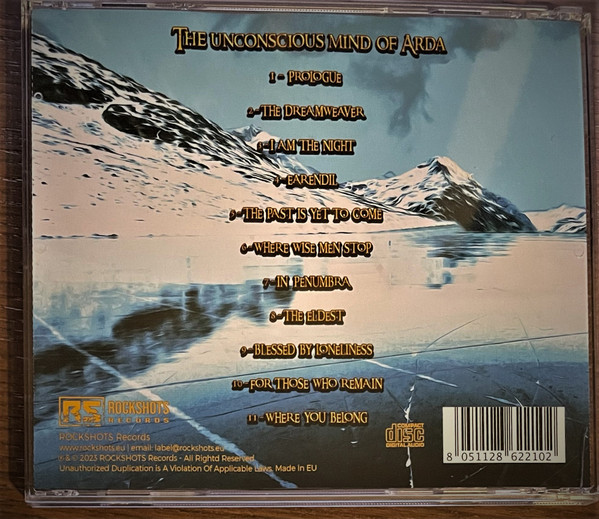 The unconscious mind of Arda
1 - Prologue
2 - The Dreamweaver
3 - I am the night
4 - Earendil
5 - The past is yet to come
6 - Where wise men stop
7 - In penumbra
8 - The eldest
9 - Blessed by loneliness
10 - For those who remain
11 - Where you belong
RS ROCKSHOTS
RECORDS
ROCKSHOTS Records
www.rockshots.eu | email: label@rockshots.eu
℗ & © 2023 ROCKSHOTS Records - All Rightd Reserved
Unauthorized Duplication is A Violation Of Applicable Laws. Made in EU
COMPACT
disc
DIGITAL AUDIO
8 051128 622102